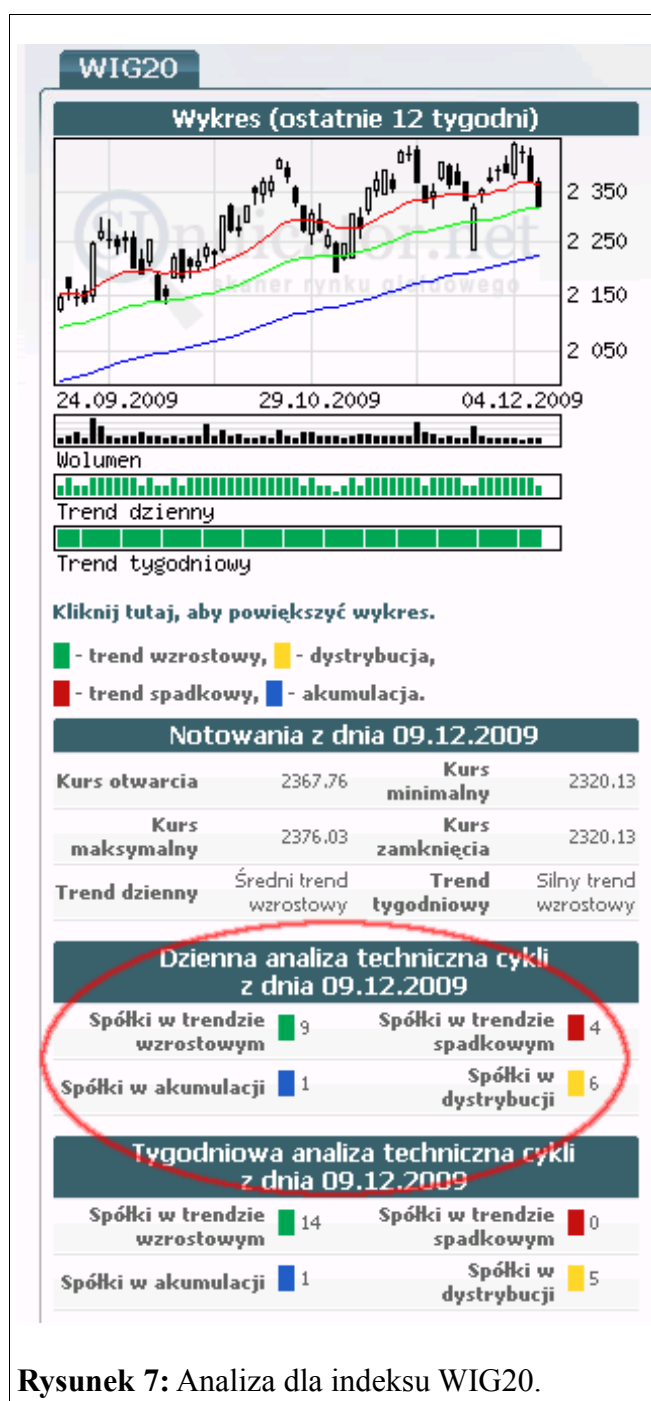 WIG20
Wykres (ostatnie 12 tygodni)
SIndicator.net
skaner rynku giełdowego
2 350
2 250
2 150
2 050
24.09.2009 29.10.2009 04.12.2009
Wolumen
Trend dzienny
Trend tygodniowy
Kliknij tutaj, aby powiększyć wykres.
- trend wzrostowy, - dystrybucja,
- trend spadkowy, - akumulacja.
Notowania z dnia 09.12.2009
Kurs otwarcia 2367.76 Kurs minimalny 2320.13
Kurs maksymalny 2376.03 Kurs zamknięcia 2320.13
Trend dzienny Średni trend wzrostowy Trend tygodniowy Silny trend wzrostowy
Dzienna analiza techniczna cykli
z dnia 09.12.2009
Spółki w trendzie wzrostowym 9 Spółki w trendzie spadkowym 4
Spółki w akumulacji 1 Spółki w dystrybucji 6
Tygodniowa analiza techniczna cykli
z dnia 09.12.2009
Spółki w trendzie wzrostowym 14 Spółki w trendzie spadkowym 0
Spółki w akumulacji 1 Spółki w dystrybucji 5
Rysunek 7: Analiza dla indeksu WIG20.